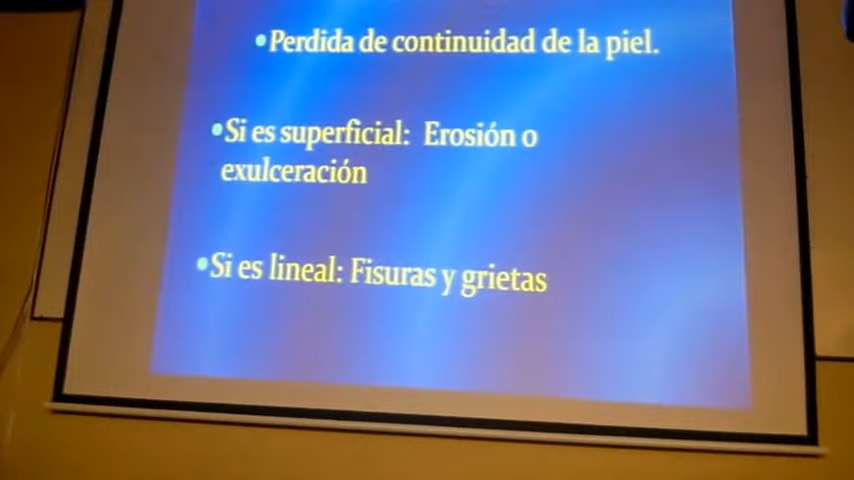 •Perdida de continuidad de la piel.
•Si es superficial: Erosión o
exulceración
•Si es lineal: Fisuras y grietas